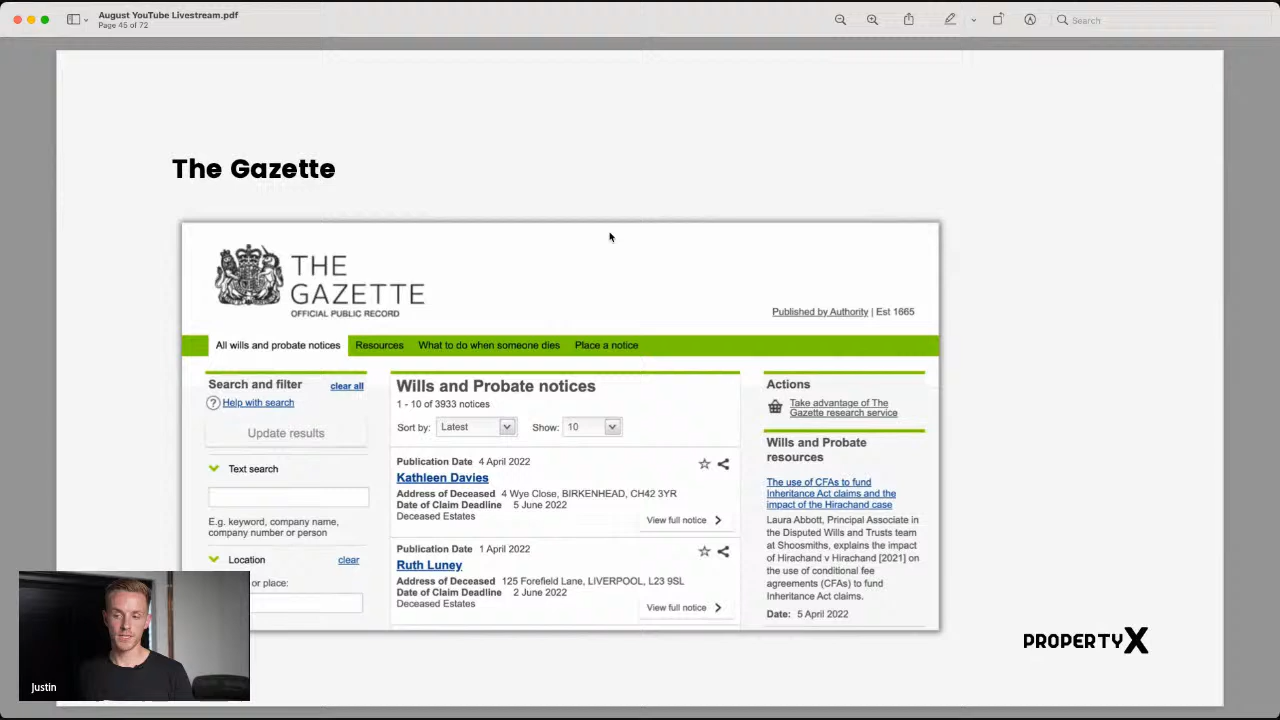 August YouTube Livestream.pdf
Page 45 of 72
Search
The Gazette
THE
GAZETTE
OFFICIAL PUBLIC RECORD
Published by Authority | Est 1665
All wills and probate notices
Resources
What to do when someone dies
Place a notice
Search and filter
clear all
? Help with search
Update results
Text search
E.g. keyword, company name,
company number or person
Location
clear
or place:
Wills and Probate notices
1 - 10 of 3933 notices
Sort by: Latest
Show: 10
Publication Date 4 April 2022
Kathleen Davies
Address of Deceased 4 Wye Close, BIRKENHEAD, CH42 3YR
Date of Claim Deadline 5 June 2022
Deceased Estates
View full notice
Publication Date 1 April 2022
Ruth Luney
Address of Deceased 125 Forefield Lane, LIVERPOOL, L23 9SL
Date of Claim Deadline 2 June 2022
Deceased Estates
View full notice
Actions
Take advantage of The
Gazette research service
Wills and Probate
resources
The use of CFAs to fund
Inheritance Act claims and the
impact of the Hirachand case
Laura Abbott, Principal Associate in
the Disputed Wills and Trusts team
at Shoosmiths, explains the impact
of Hirachand v Hirachand [2021] on
the use of conditional fee
agreements (CFAs) to fund
Inheritance Act claims.
Date: 5 April 2022
Justin
PROPERTYX